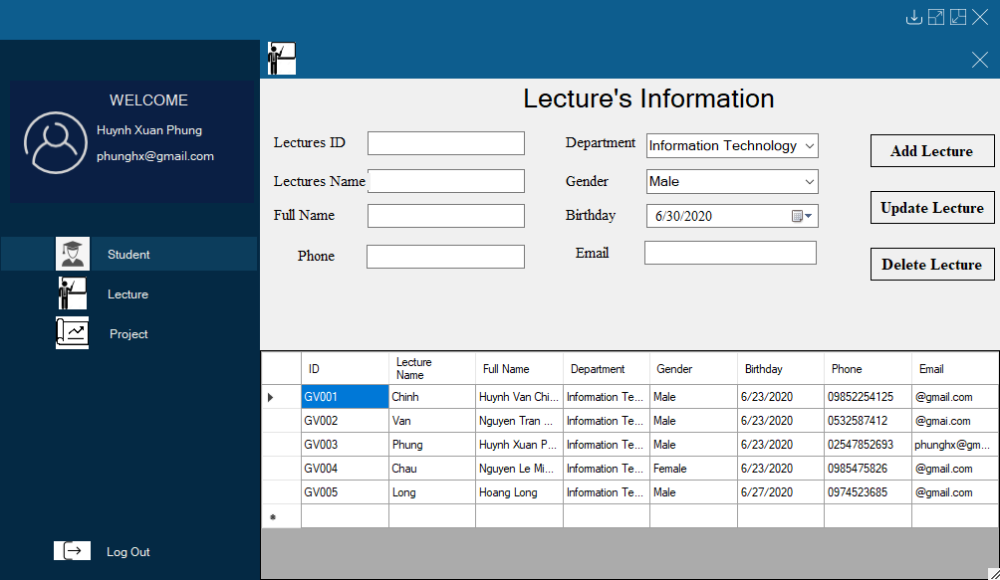 WELCOME
Huynh Xuan Phung
phunghx@gmail.com
Student
Lecture
Project
Log Out
Lecture's Information
Lectures ID
Department Information Technology
Add Lecture
Lectures Name
Gender Male
Update Lecture
Full Name
Birthday 6/30/2020
Phone
Email
Delete Lecture
ID Lecture Name Full Name Department Gender Birthday Phone Email
GV001 Chinh Huynh Van Chi... Information Te... Male 6/23/2020 09852254125 @gmail.com
GV002 Van Nguyen Tran ... Information Te... Male 6/23/2020 0532587412 @gmai.com
GV003 Phung Huynh Xuan P... Information Te... Male 6/23/2020 02547852693 phunghx@gm...
GV004 Chau Nguyen Le Mi... Information Te... Female 6/23/2020 0985475826 @gmail.com
GV005 Long Hoang Long Information Te... Male 6/27/2020 0974523685 @gmail.com